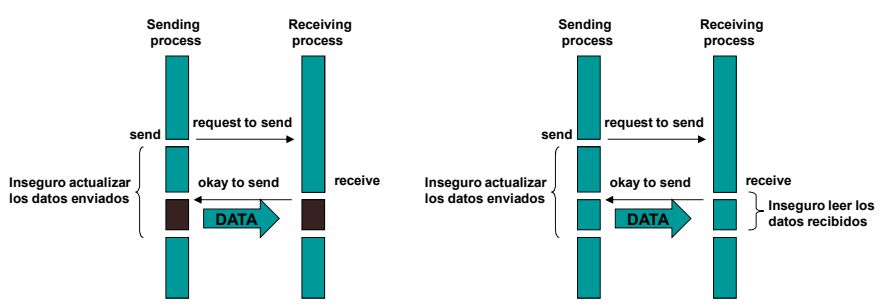 Sending
process
Receiving
process
request to send
send
Inseguro actualizar
los datos enviados
okay to send
receive
DATA
Sending
process
Receiving
process
request to send
send
Inseguro actualizar
los datos enviados
okay to send
receive
Inseguro leer los
datos recibidos
DATA